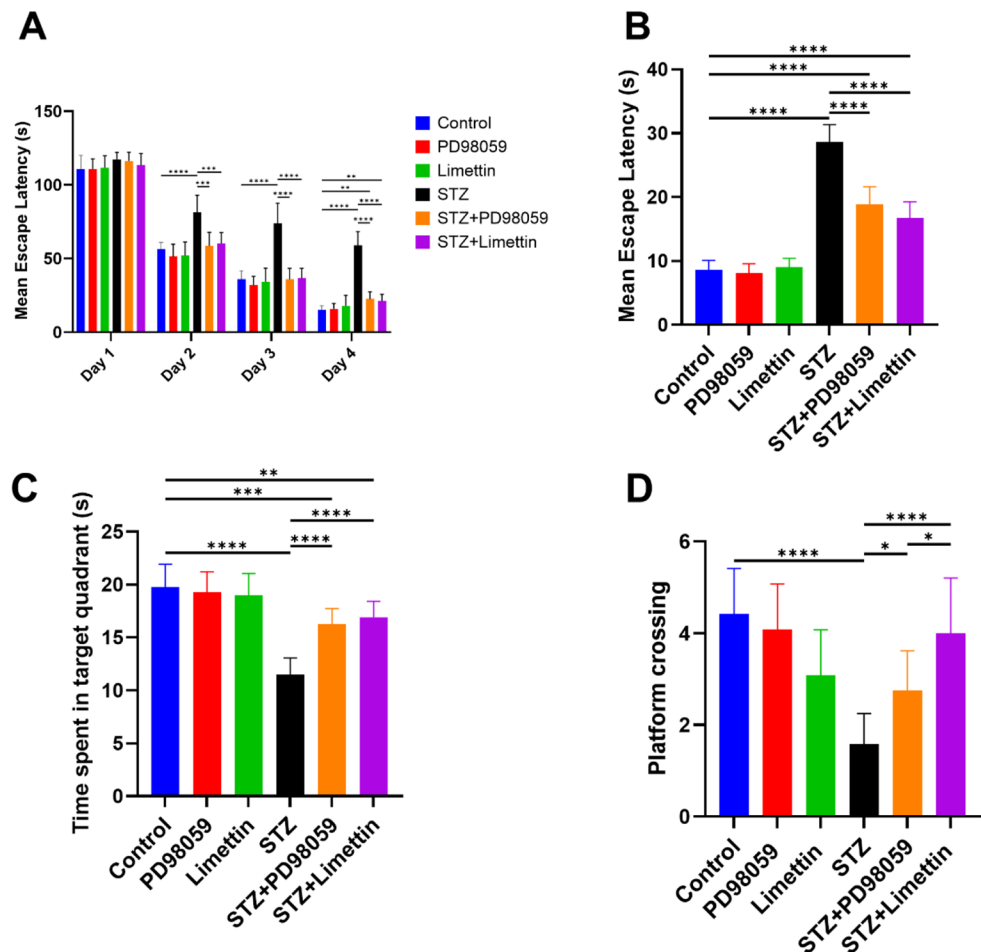 A
Mean Escape Latency (s)
150
100
50
0
Day 1
Day 2
Day 3
Day 4
**** *** ***
**** **** ****
** ** **** **** ****
Control
PD98059
Limettin
STZ
STZ+PD98059
STZ+Limettin
B
Mean Escape Latency (s)
40
30
20
10
0
****
****
****
****
****
Control
PD98059
Limettin
STZ
STZ+PD98059
STZ+Limettin
C
Time spent in target quadrant (s)
25
20
15
10
5
0
**
***
****
****
****
Control
PD98059
Limettin
STZ
STZ+PD98059
STZ+Limettin
D
Platform crossing
6
4
2
0
****
****
*
*
Control
PD98059
Limettin
STZ
STZ+PD98059
STZ+Limettin